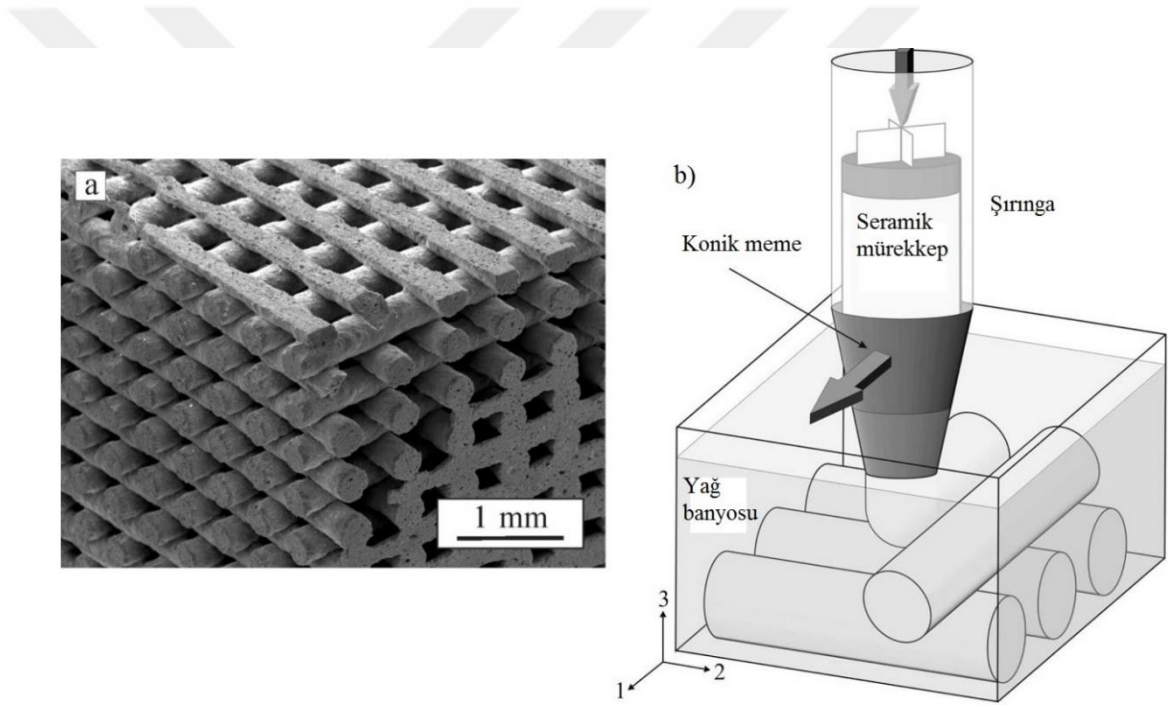 a
1 mm
b)
Şırınga
Seramik
mürekkep
Konik meme
Yağ
banyosu
3
2
1